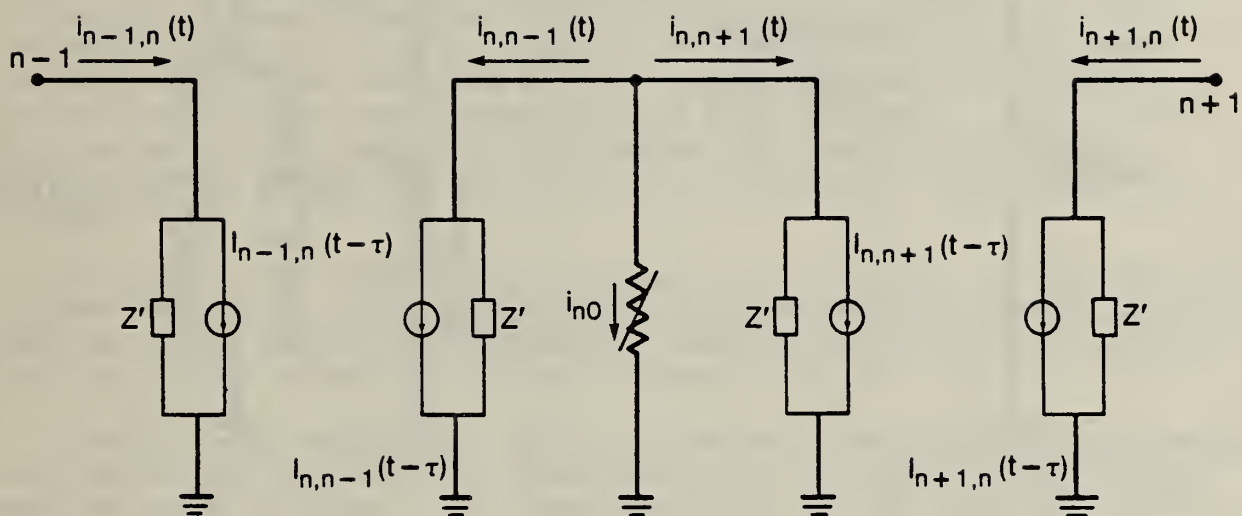 i_{n-1,n} (t)
i_{n,n-1} (t)
i_{n,n+1} (t)
i_{n+1,n} (t)
n-1
n+1
I_{n-1,n} (t-τ)
I_{n,n+1} (t-τ)
Z'
Z'
i_{n0}
Z'
Z'
I_{n,n-1} (t-τ)
I_{n+1,n} (t-τ)